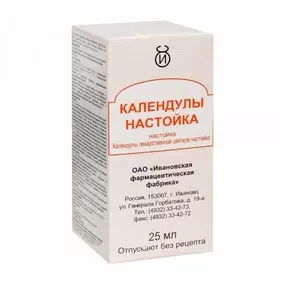 И
КАЛЕНДУЛЫ
НАСТОЙКА
настойка
Календулы лекарственной цветков настойка
ОАО «Ивановская
фармацевтическая
фабрика»
Россия, 153007, г. Иваново,
ул. Генерала Горбатова, д. 19-а
Тел.: (4932) 33-42-73,
факс: (4932) 33-42-72
25 мл
Отпускают без рецепта